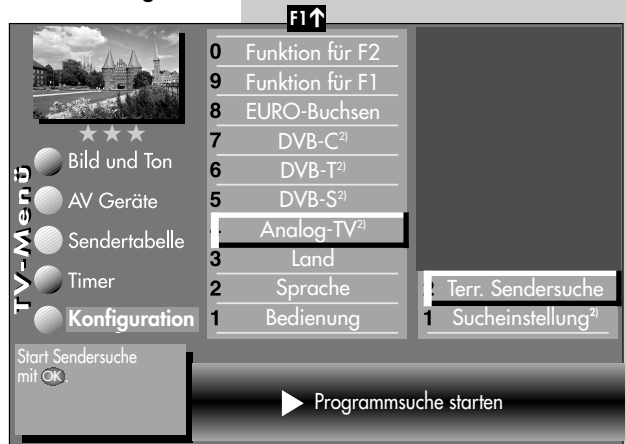 F1↑
TV-Menü
Bild und Ton
AV Geräte
Sendertabelle
Timer
Konfiguration
0 Funktion für F2
9 Funktion für F1
8 EURO-Buchsen
7 DVB-C²⁾
6 DVB-T²⁾
5 DVB-S²⁾
Analog-TV²⁾
3 Land
2 Sprache
1 Bedienung
2 Terr. Sendersuche
1 Sucheinstellung²⁾
Start Sendersuche
mit OK.
Programmsuche starten